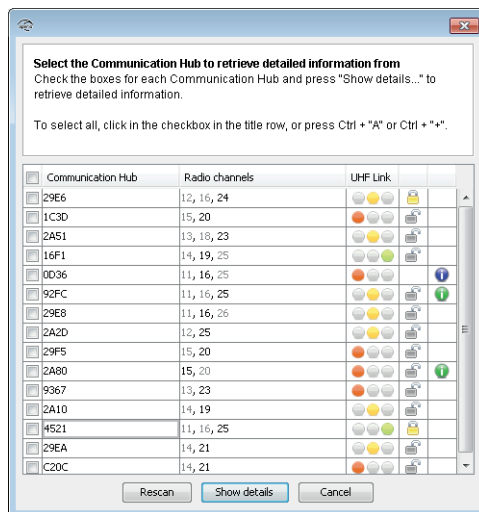 Select the Communication Hub to retrieve detailed information from
Check the boxes for each Communication Hub and press "Show details..." to
retrieve detailed information.
To select all, click in the checkbox in the title row, or press Ctrl + "A" or Ctrl + "+".
Communication Hub Radio channels UHF Link
29E6 12, 16, 24
1C3D 15, 20
2A51 13, 18, 23
16F1 14, 19, 25
0D36 11, 16, 25
92FC 11, 16, 25
29E8 11, 16, 26
2A2D 12, 25
29F5 15, 20
2A80 15, 20
9367 13, 23
2A10 14, 19
4521 11, 16, 25
29EA 14, 21
C20C 14, 21
Rescan Show details Cancel